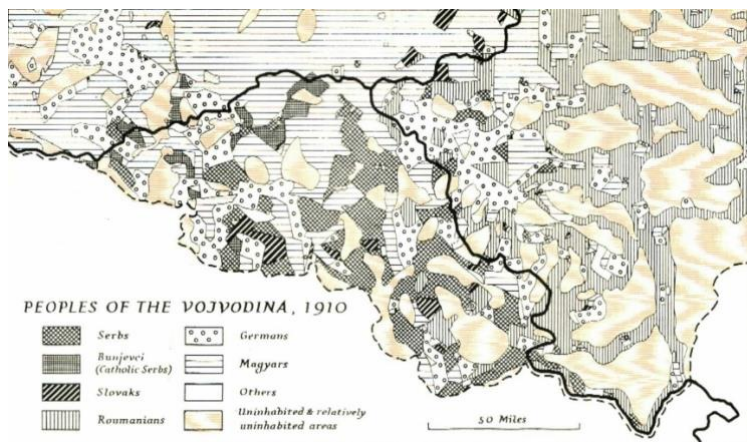 PEOPLES OF THE VOJVODINA, 1910
Serbs
Bunjevci
(Catholic Serbs)
Slovaks
Roumanians
Germans
Magyars
Others
Uninhabited & relatively
uninhabited areas
50 Miles